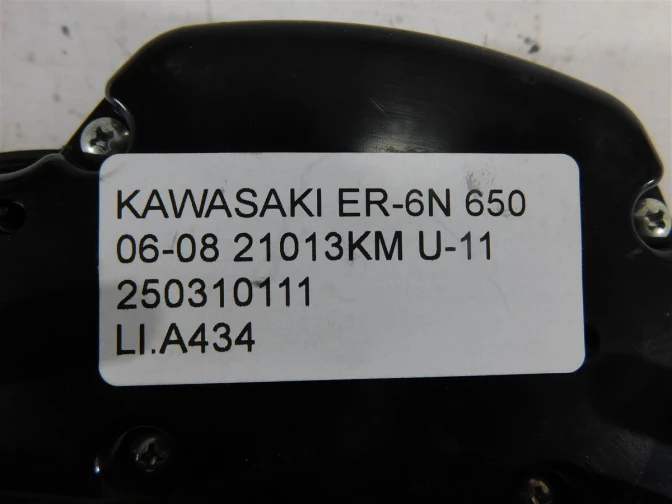 KAWASAKI ER-6N 650
06-08 21013KM U-11
250310111
LI.A434